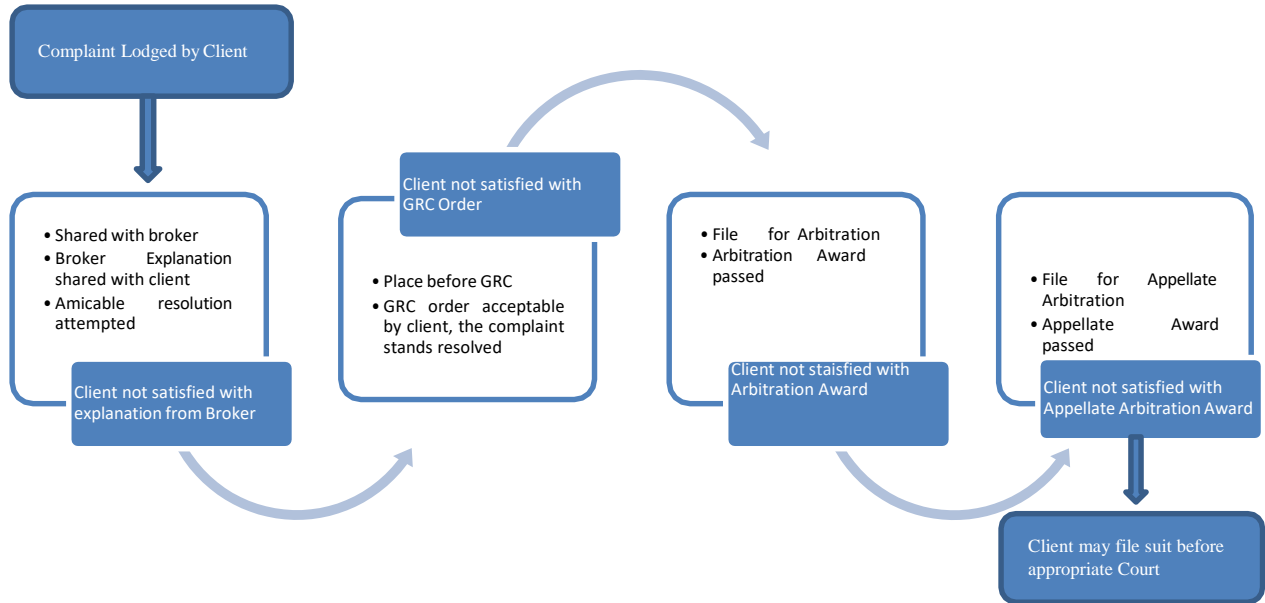 Complaint Lodged by Client
• Shared with broker
• Broker Explanation
shared with client
• Amicable resolution
attempted
Client not satisfied with
explanation from Broker
Client not satisfied with
GRC Order
• Place before GRC
• GRC order acceptable
by client, the complaint
stands resolved
• File for Arbitration
• Arbitration Award
passed
Client not staisfied with
Arbitration Award
• File for Appellate
Arbitration
• Appellate Award
passed
Client not satisfied with
Appellate Arbitration Award
Client may file suit before
appropriate Court